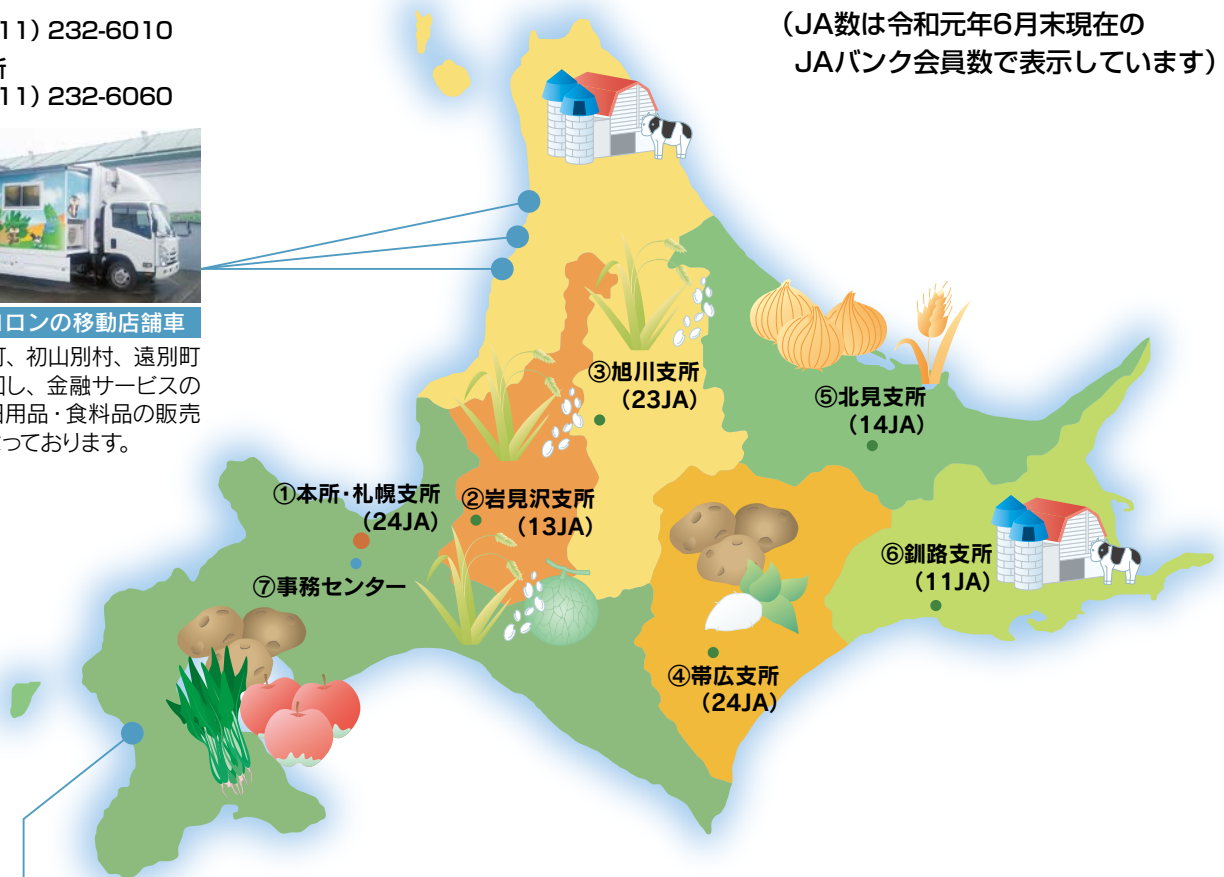 11）232-6010
所
11）232-6060
（JA数は令和元年6月末現在の
JAバンク会員数で表示しています）
ロンの移動店舗車
町、初山別村、遠別町
回し、金融サービスの
日用品・食料品の販売
なっております。
③旭川支所
（23JA）
⑤北見支所
（14JA）
①本所・札幌支所
（24JA）
②岩見沢支所
（13JA）
⑥釧路支所
（11JA）
⑦事務センター
④帯広支所
（24JA）